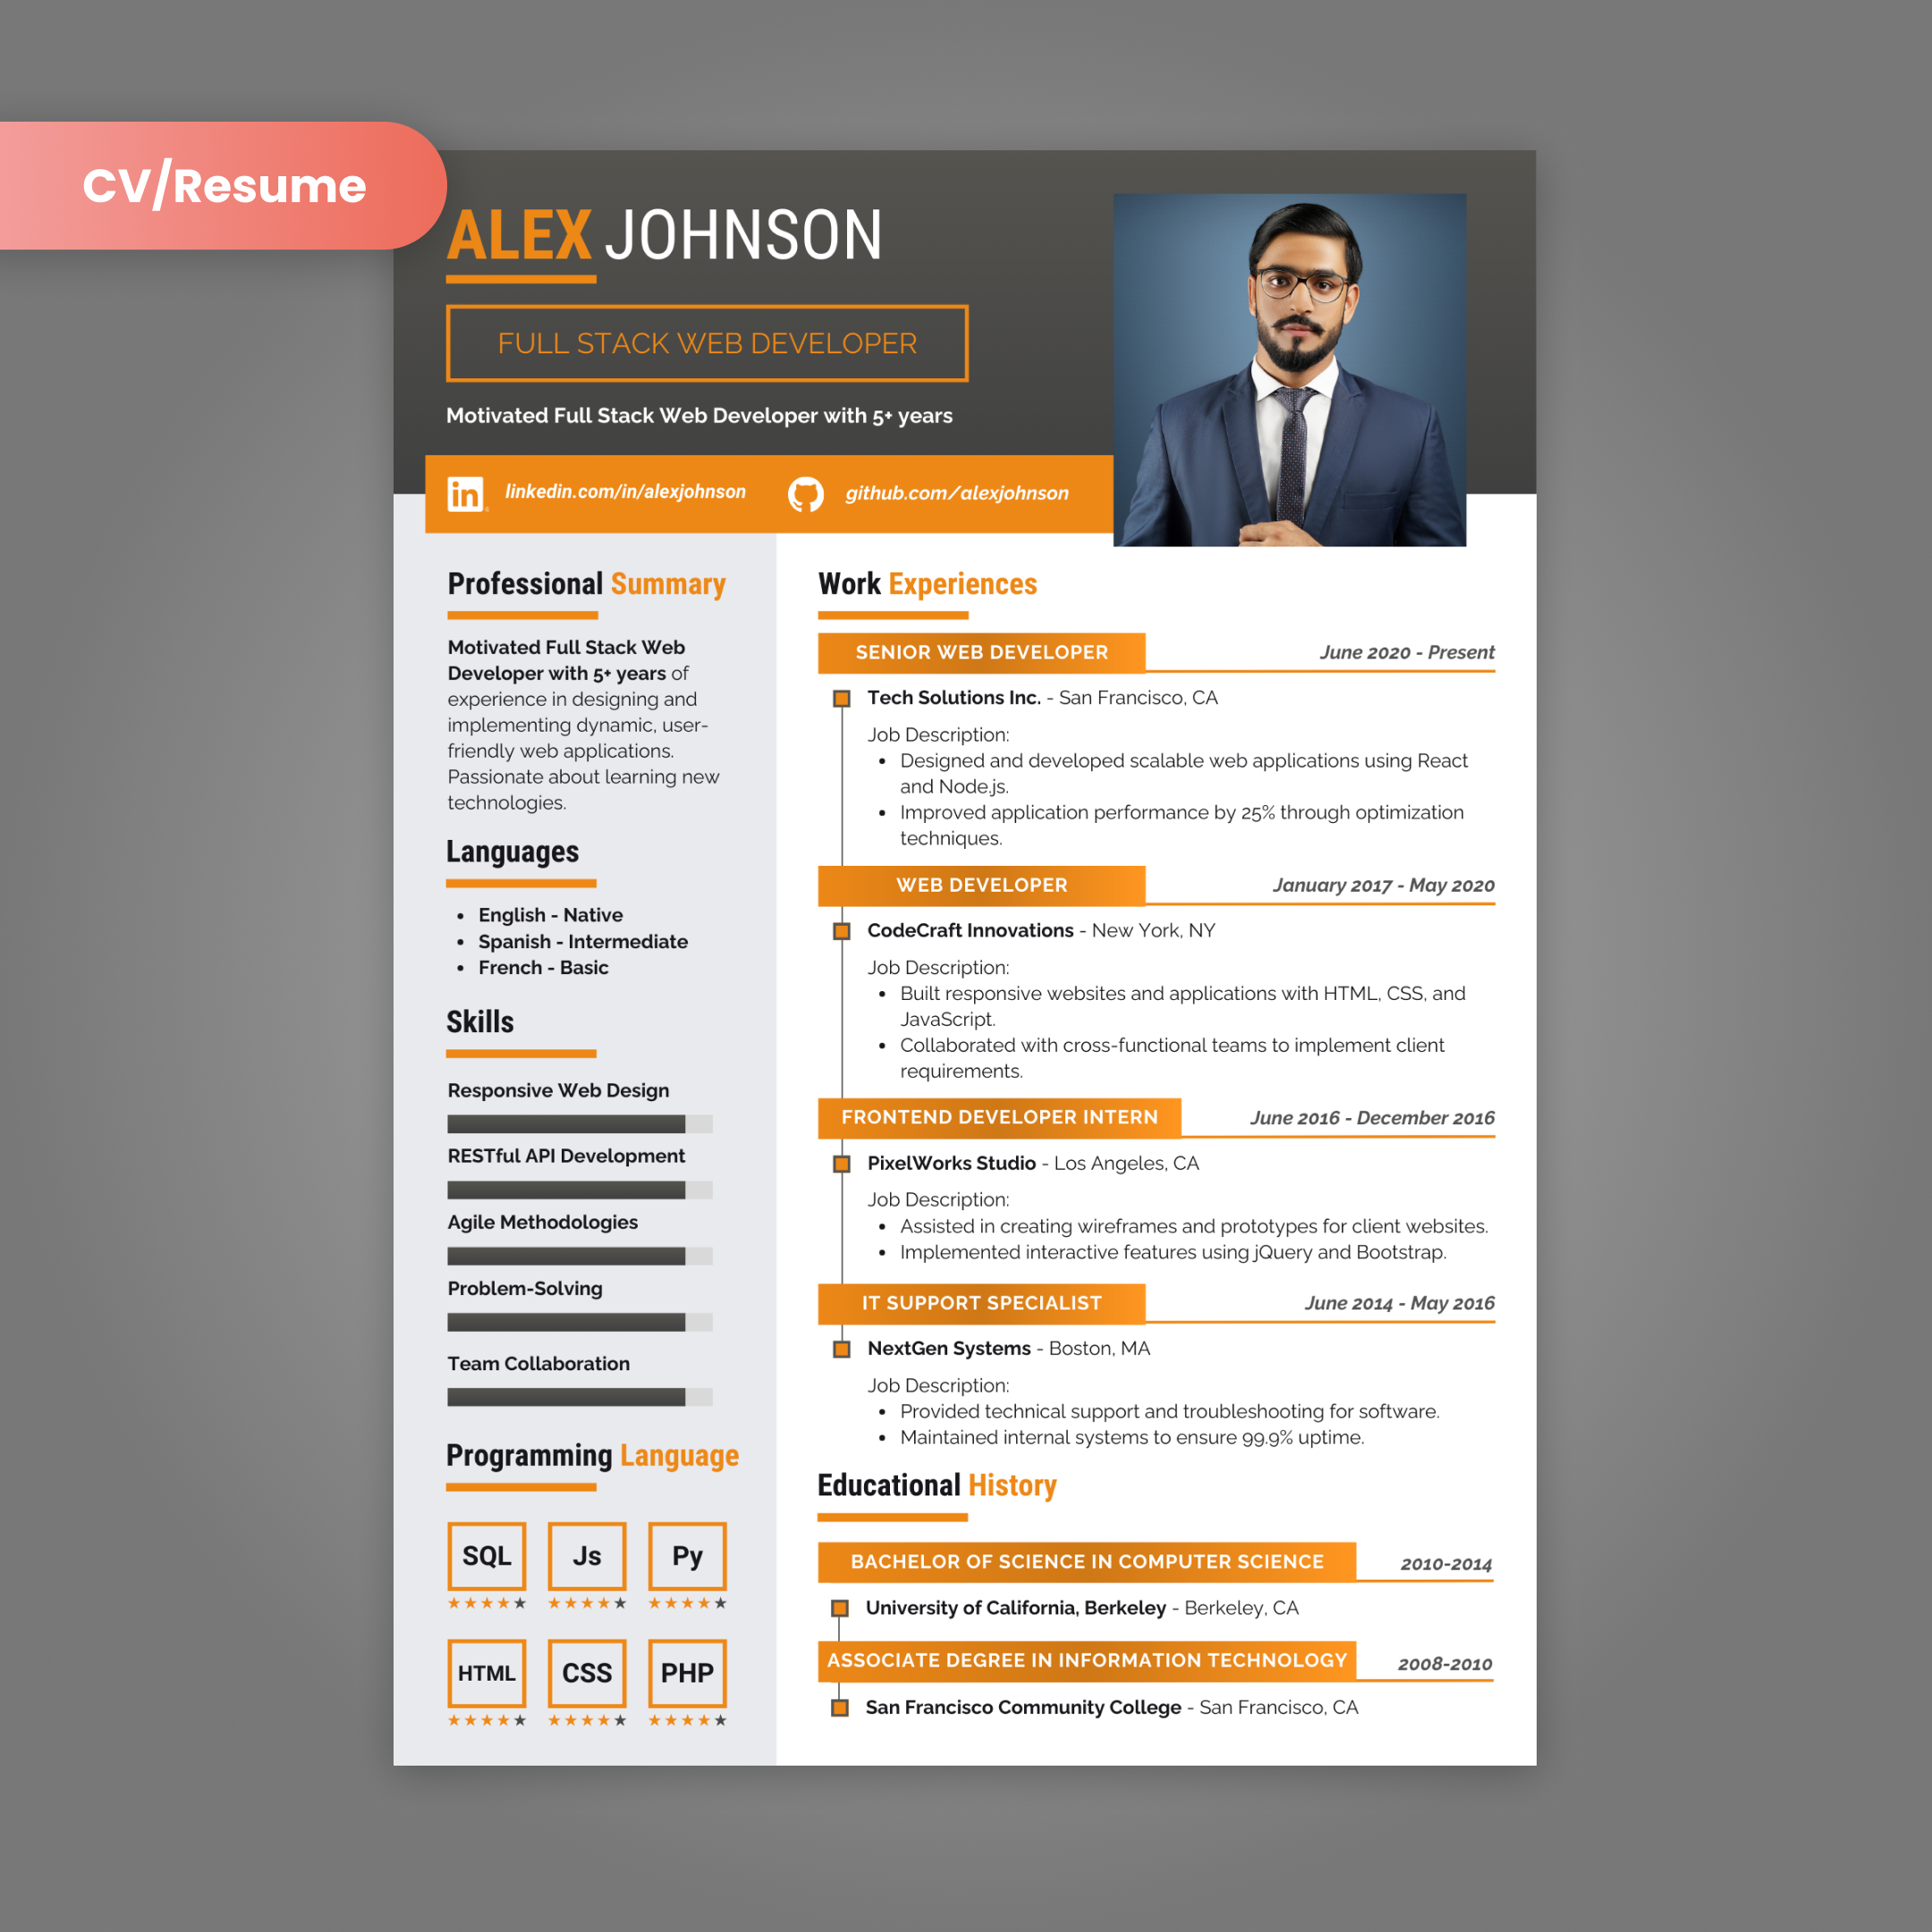 CV/Resume
ALEX JOHNSON
FULL STACK WEB DEVELOPER
Motivated Full Stack Web Developer with 5+ years
in linkedin.com/in/alexjohnson github.com/alexjohnson
Professional Summary
Motivated Full Stack Web
Developer with 5+ years of
experience in designing and
implementing dynamic, user-
friendly web applications.
Passionate about learning new
technologies.
Languages
• English - Native
• Spanish - Intermediate
• French - Basic
Skills
Responsive Web Design
RESTful API Development
Agile Methodologies
Problem-Solving
Team Collaboration
Programming Language
SQL Js Py
HTML CSS PHP
Work Experiences
SENIOR WEB DEVELOPER June 2020 - Present
Tech Solutions Inc. - San Francisco, CA
Job Description:
• Designed and developed scalable web applications using React
and Node.js.
• Improved application performance by 25% through optimization
techniques.
WEB DEVELOPER January 2017 - May 2020
CodeCraft Innovations - New York, NY
Job Description:
• Built responsive websites and applications with HTML, CSS, and
JavaScript.
• Collaborated with cross-functional teams to implement client
requirements.
FRONTEND DEVELOPER INTERN June 2016 - December 2016
PixelWorks Studio - Los Angeles, CA
Job Description:
• Assisted in creating wireframes and prototypes for client websites.
• Implemented interactive features using jQuery and Bootstrap.
IT SUPPORT SPECIALIST June 2014 - May 2016
NextGen Systems - Boston, MA
Job Description:
• Provided technical support and troubleshooting for software.
• Maintained internal systems to ensure 99.9% uptime.
Educational History
BACHELOR OF SCIENCE IN COMPUTER SCIENCE 2010-2014
University of California, Berkeley - Berkeley, CA
ASSOCIATE DEGREE IN INFORMATION TECHNOLOGY 2008-2010
San Francisco Community College - San Francisco, CA